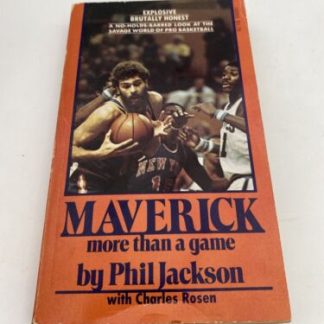 EXPLOSIVE
BRUTALLY HONEST
A NO-HOLDS-BARRED LOOK AT THE
SAVAGE WORLD OF PRO BASKETBALL
NEW Y
MAVERICK
more than a game
by Phil Jackson
with Charles Rosen